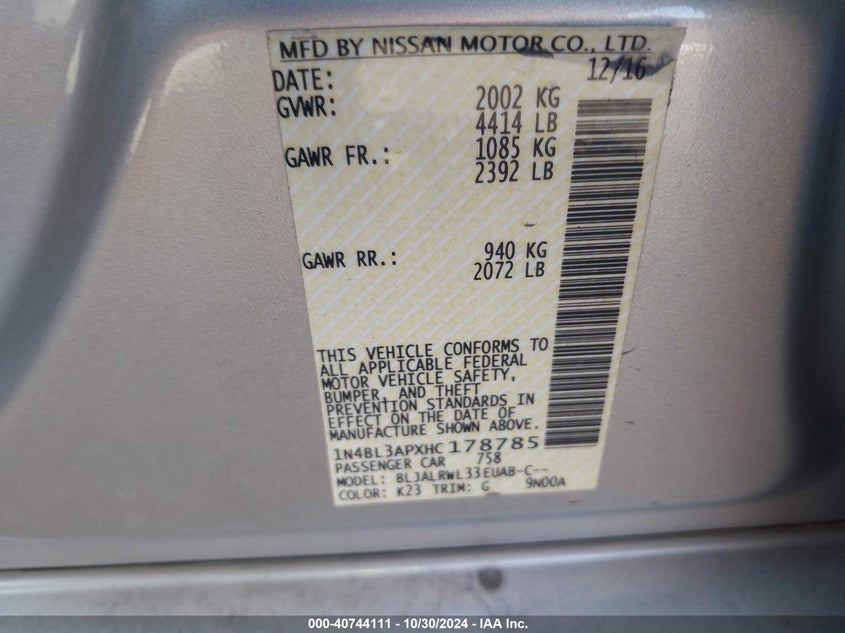 MFD BY NISSAN MOTOR CO., LTD.
DATE: 12/16
GVWR: 2002 KG
4414 LB
GAWR FR.: 1085 KG
2392 LB
GAWR RR.: 940 KG
2072 LB
THIS VEHICLE CONFORMS TO
ALL APPLICABLE FEDERAL
MOTOR VEHICLE SAFETY,
BUMPER, AND THEFT
PREVENTION STANDARDS IN
EFFECT ON THE DATE OF
MANUFACTURE SHOWN ABOVE.
1N4BL3APXHC178785
PASSENGER CAR 758
MODEL: BLJALRWL33EUAB-C--
COLOR: K23 TRIM: G 9N00A
000-40744111 - 10/30/2024 - IAA Inc.